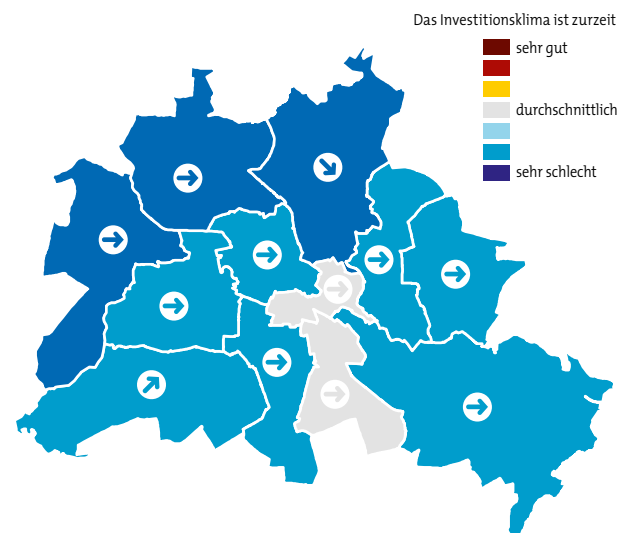 Das Investitionsklima ist zurzeit
sehr gut
durchschnittlich
sehr schlecht